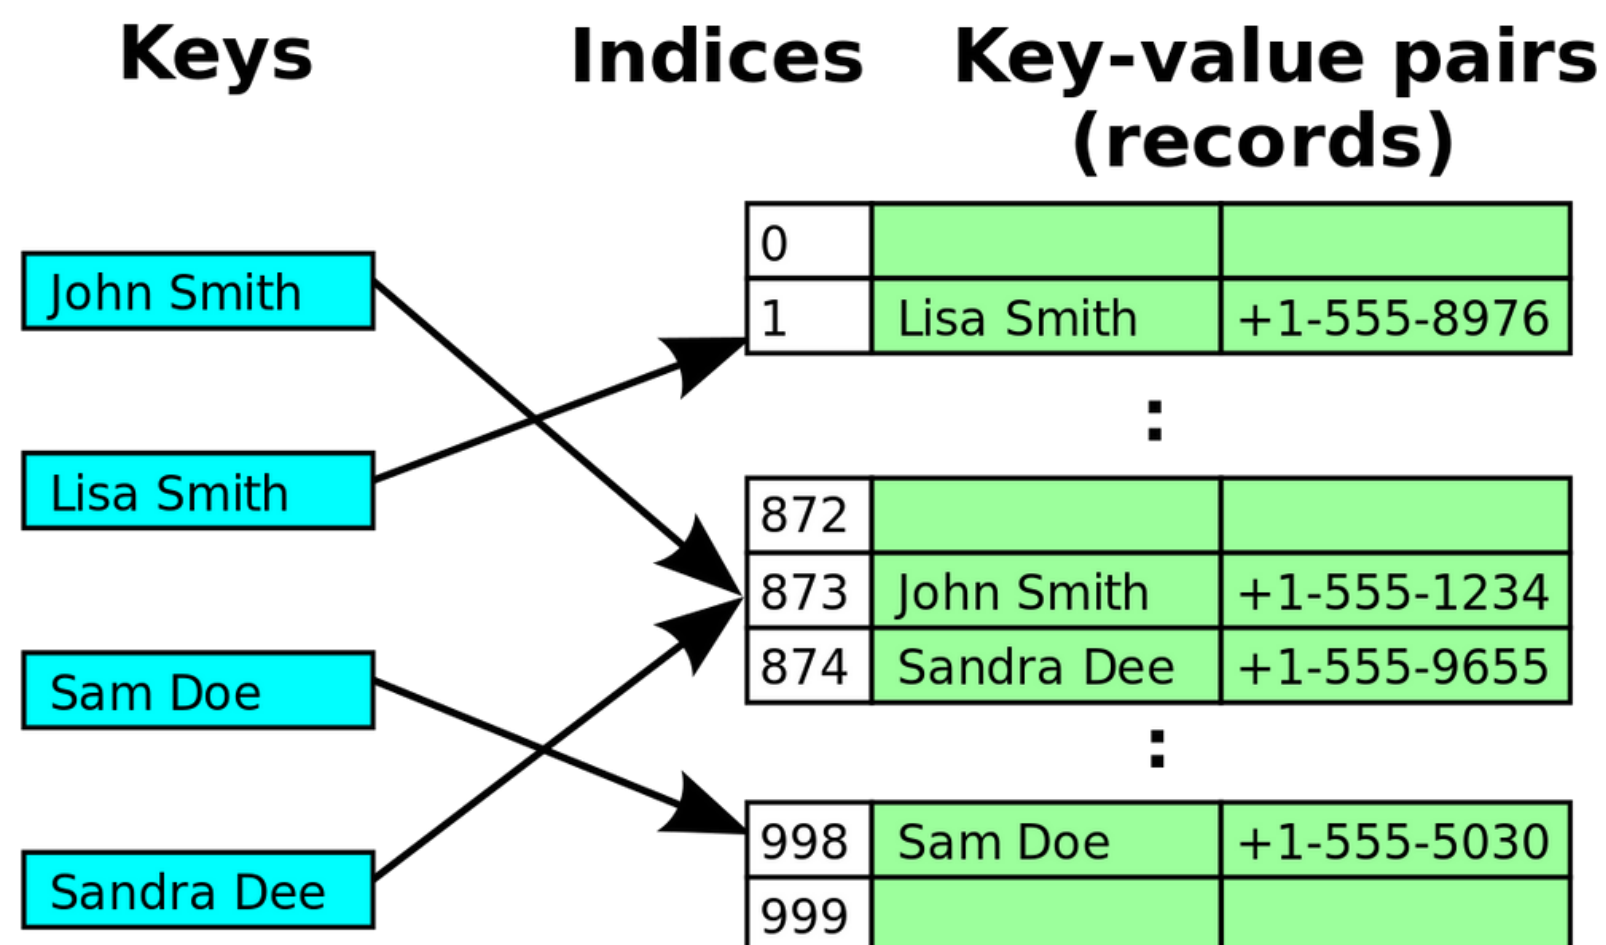 Keys
Indices
Key-value pairs
(records)
John Smith
Lisa Smith
Sam Doe
Sandra Dee
0
1 Lisa Smith +1-555-8976
:
872
873 John Smith +1-555-1234
874 Sandra Dee +1-555-9655
:
998 Sam Doe +1-555-5030
999